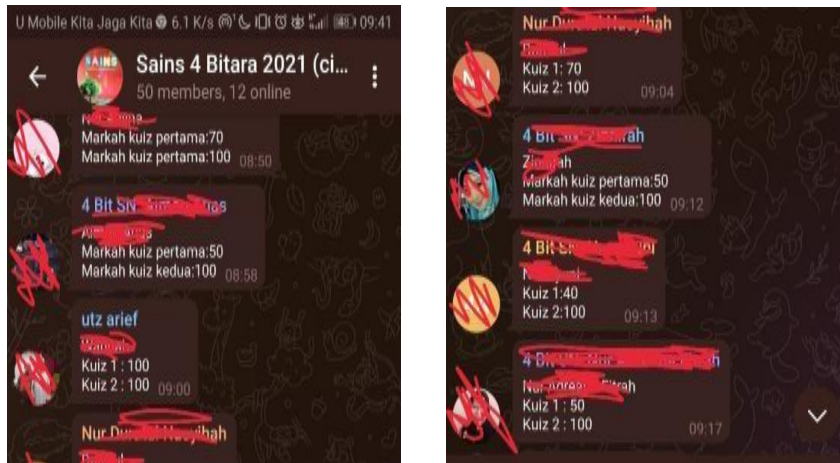 U Mobile Kita Jaga Kita 6.1 K/s 48 09:41
SAINS
Sains 4 Bitara 2021 (ci...
50 members, 12 online
Markah kuiz pertama:70
Markah kuiz pertama:100 08:50
4 Bit SN
Markah kuiz pertama:50
Markah kuiz kedua:100 08:58
utz arief
Kuiz 1 : 100
Kuiz 2 : 100 09:00
Nur
Nur
Kuiz 1: 70
Kuiz 2: 100 09:04
4 Bit
Markah kuiz pertama:50
Markah kuiz kedua:100 09:12
4 Bit
Kuiz 1:40
Kuiz 2:100 09:13
4
Nur
Kuiz 1 : 50
Kuiz 2 : 100 09:17